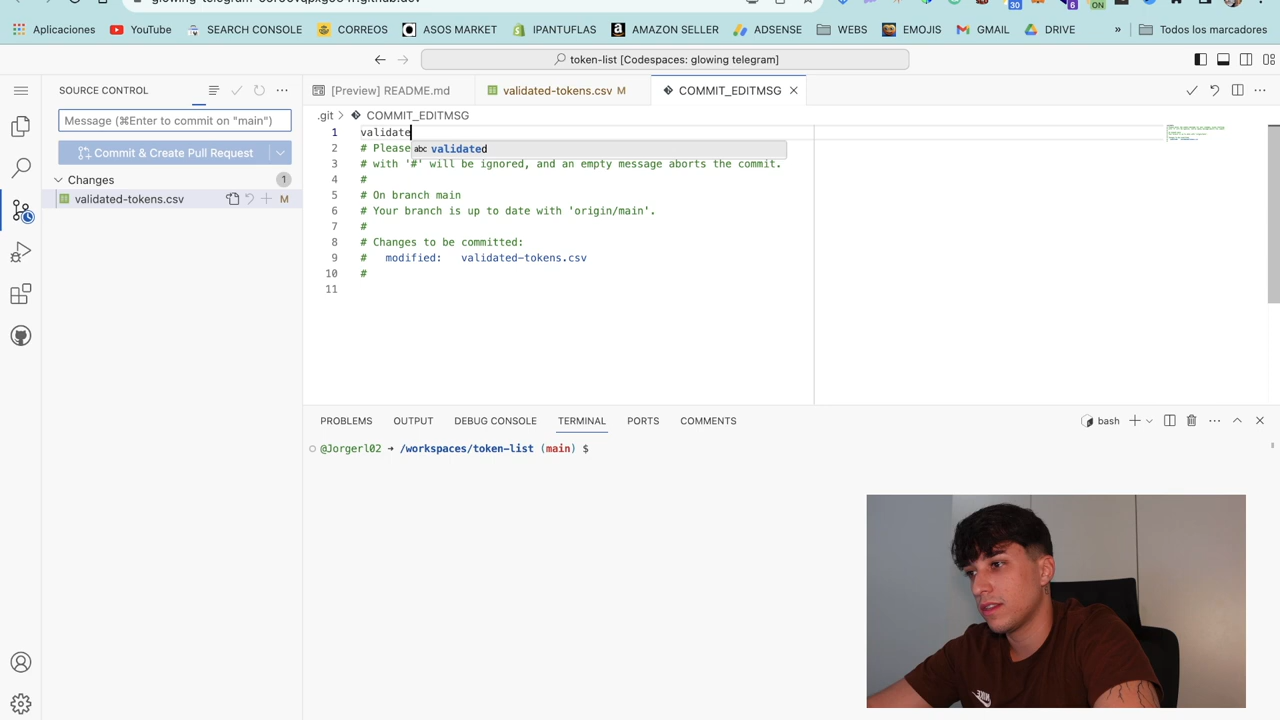 Aplicaciones
YouTube
SEARCH CONSOLE
CORREOS
ASOS MARKET
IPANTUFLAS
AMAZON SELLER
ADSENSE
WEBS
EMOJIS
GMAIL
DRIVE
»
Todos los marcadores
30
6
ON
token-list [Codespaces: glowing telegram]
SOURCE CONTROL
[Preview] README.md
validated-tokens.csv M
COMMIT_EDITMSG
.git > COMMIT_EDITMSG
Message (⌘Enter to commit on "main")
Commit & Create Pull Request
Changes
1
validated-tokens.csv
M
1 validate
abc validated
2 # Please
3 # with '#' will be ignored, and an empty message aborts the commit.
4 #
5 # On branch main
6 # Your branch is up to date with 'origin/main'.
7 #
8 # Changes to be committed:
9 # modified: validated-tokens.csv
10 #
11
PROBLEMS
OUTPUT
DEBUG CONSOLE
TERMINAL
PORTS
COMMENTS
bash
@Jorgerl02 → /workspaces/token-list (main) $